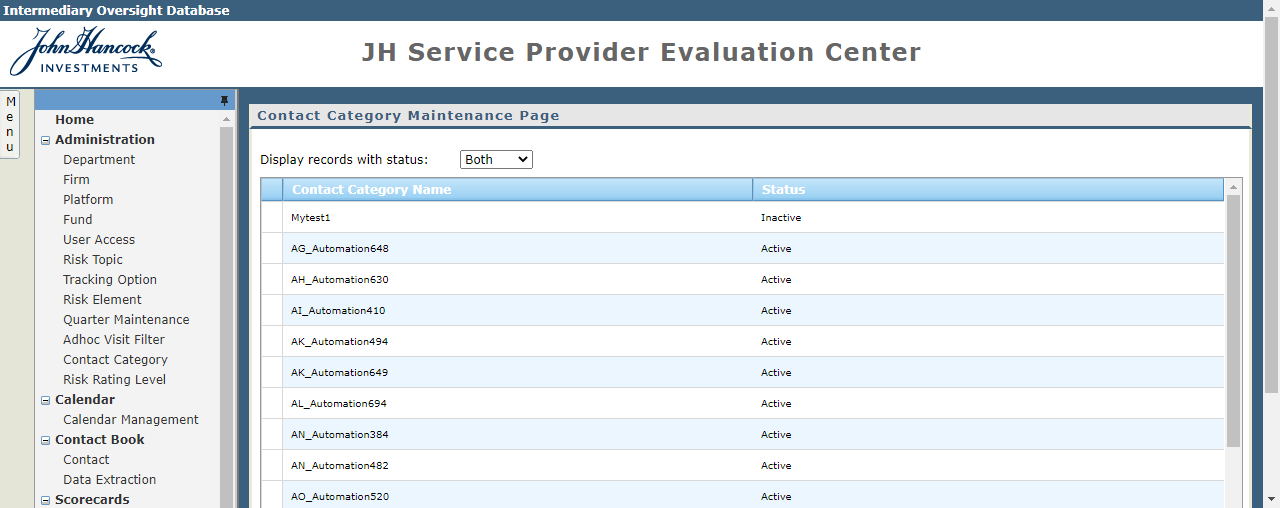 Intermediary Oversight Database
John Hancock
INVESTMENTS
JH Service Provider Evaluation Center
Menu
Home
Administration
Department
Firm
Platform
Fund
User Access
Risk Topic
Tracking Option
Risk Element
Quarter Maintenance
Adhoc Visit Filter
Contact Category
Risk Rating Level
Calendar
Calendar Management
Contact Book
Contact
Data Extraction
Scorecards
Contact Category Maintenance Page
Display records with status: Both
Contact Category Name Status
Mytest1 Inactive
AG_Automation648 Active
AH_Automation630 Active
AI_Automation410 Active
AK_Automation494 Active
AK_Automation649 Active
AL_Automation694 Active
AN_Automation384 Active
AN_Automation482 Active
AO_Automation520 Active